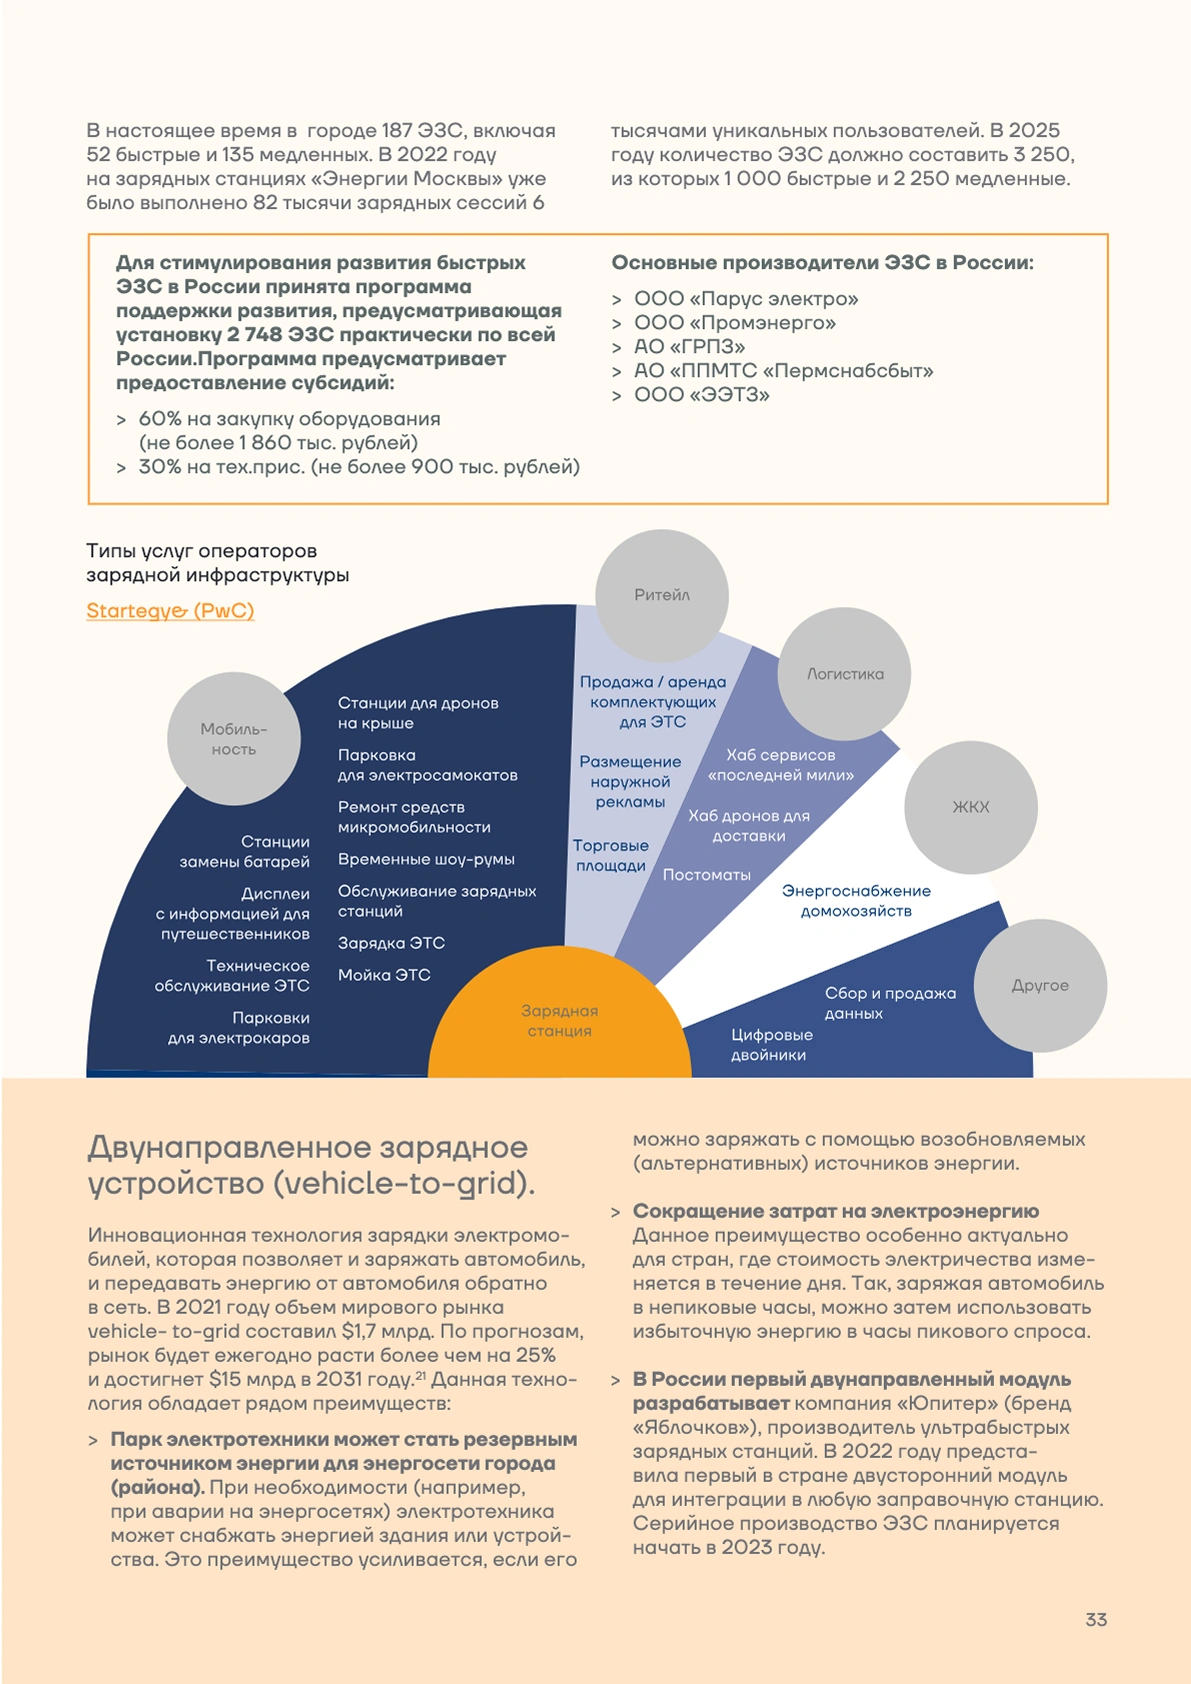 В настоящее время в городе 187 ЭЗС, включая
52 быстрые и 135 медленных. В 2022 году
на зарядных станциях «Энергии Москвы» уже
было выполнено 82 тысячи зарядных сессий 6
тысячами уникальных пользователей. В 2025
году количество ЭЗС должно составить 3 250,
из которых 1 000 быстрые и 2 250 медленные.
Для стимулирования развития быстрых
ЭЗС в России принята программа
поддержки развития, предусматривающая
установку 2 748 ЭЗС практически по всей
России.Программа предусматривает
предоставление субсидий:
> 60% на закупку оборудования
(не более 1 860 тыс. рублей)
> 30% на тех.прис. (не более 900 тыс. рублей)
Основные производители ЭЗС в России:
> ООО «Парус электро»
> ООО «Промэнерго»
> АО «ГРПЗ»
> АО «ППМТС «Пермснабсбыт»
> ООО «ЭЭТЗ»
Типы услуг операторов
зарядной инфраструктуры
Startegy& (PwC)
Мобиль-
ность
Станции
замены батарей
Дисплеи
с информацией для
путешественников
Техническое
обслуживание ЭТС
Парковки
для электрокаров
Станции для дронов
на крыше
Парковка
для электросамокатов
Ремонт средств
микромобильности
Временные шоу-румы
Обслуживание зарядных
станций
Зарядка ЭТС
Мойка ЭТС
Ритейл
Продажа / аренда
комплектующих
для ЭТС
Размещение
наружной
рекламы
Торговые
площади
Логистика
Хаб сервисов
«последней мили»
Хаб дронов для
доставки
Постоматы
ЖКХ
Энергоснабжение
домохозяйств
Другое
Сбор и продажа
данных
Цифровые
двойники
Зарядная
станция
Двунаправленное зарядное
устройство (vehicle-to-grid).
Инновационная технология зарядки электромо-
билей, которая позволяет и заряжать автомобиль,
и передавать энергию от автомобиля обратно
в сеть. В 2021 году объем мирового рынка
vehicle- to-grid составил $1,7 млрд. По прогнозам,
рынок будет ежегодно расти более чем на 25%
и достигнет $15 млрд в 2031 году.²¹ Данная техно-
логия обладает рядом преимуществ:
> Парк электротехники может стать резервным
источником энергии для энергосети города
(района). При необходимости (например,
при аварии на энергосетях) электротехника
может снабжать энергией здания или устрой-
ства. Это преимущество усиливается, если его
можно заряжать с помощью возобновляемых
(альтернативных) источников энергии.
> Сокращение затрат на электроэнергию
Данное преимущество особенно актуально
для стран, где стоимость электричества изме-
няется в течение дня. Так, заряжая автомобиль
в непиковые часы, можно затем использовать
избыточную энергию в часы пикового спроса.
> В России первый двунаправленный модуль
разрабатывает компания «Юпитер» (бренд
«Яблочков»), производитель ультрабыстрых
зарядных станций. В 2022 году предста-
вила первый в стране двусторонний модуль
для интеграции в любую заправочную станцию.
Серийное производство ЭЗС планируется
начать в 2023 году.
33